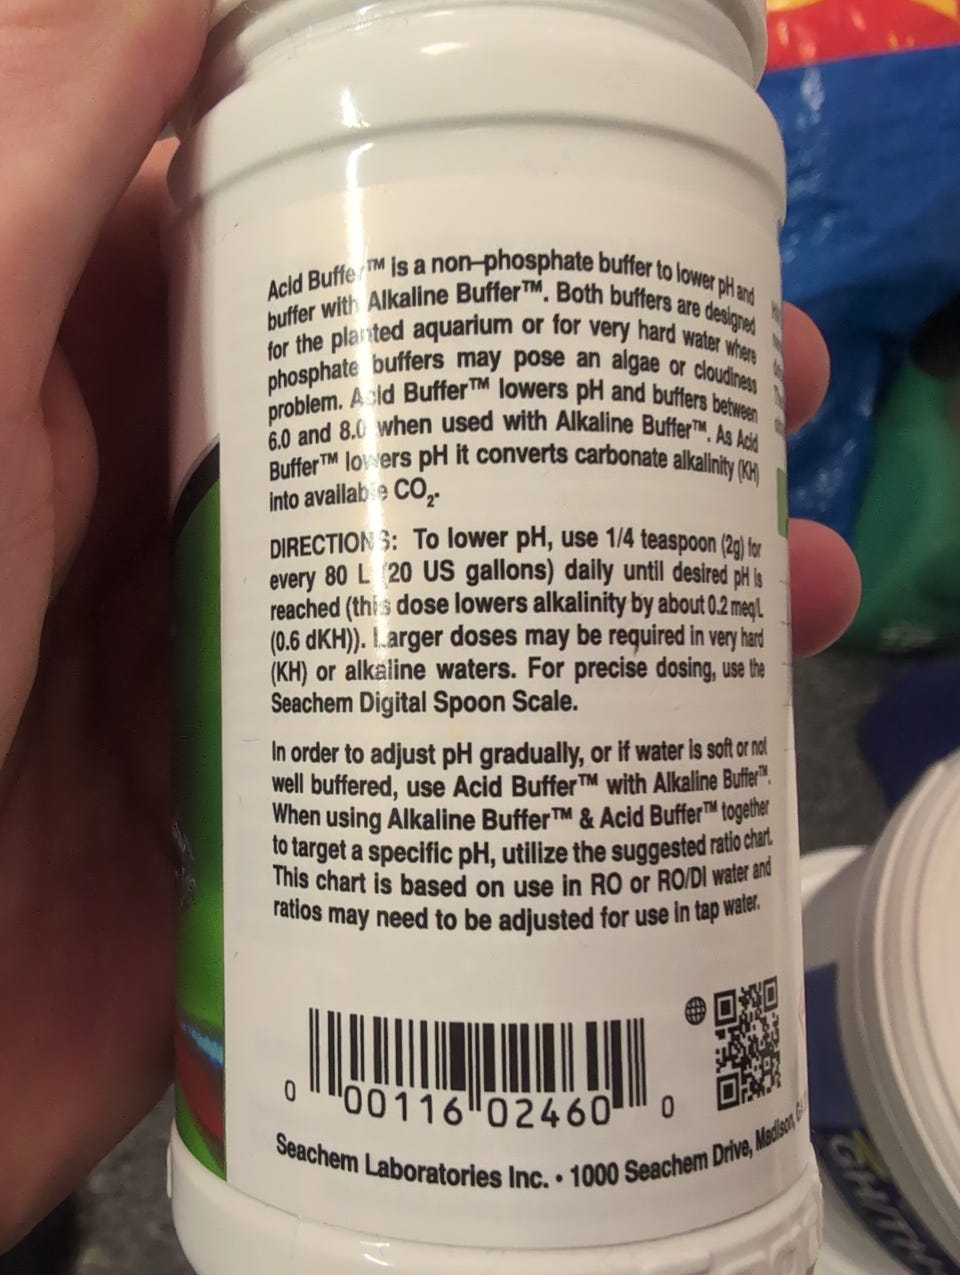 Acid Buffer™ is a non-phosphate buffer to lower pH and
buffer with Alkaline Buffer™. Both buffers are designed
for the planted aquarium or for very hard water where
phosphate buffers may pose an algae or cloudiness
problem. Acid Buffer™ lowers pH and buffers between
6.0 and 8.0 when used with Alkaline Buffer™. As Acid
Buffer™ lowers pH it converts carbonate alkalinity (KH)
into available CO₂.
DIRECTIONS: To lower pH, use 1/4 teaspoon (2g) for
every 80 L (20 US gallons) daily until desired pH is
reached (this dose lowers alkalinity by about 0.2 meq/L
(0.6 dKH)). Larger doses may be required in very hard
(KH) or alkaline waters. For precise dosing, use the
Seachem Digital Spoon Scale.
In order to adjust pH gradually, or if water is soft or not
well buffered, use Acid Buffer™ with Alkaline Buffer™.
When using Alkaline Buffer™ & Acid Buffer™ together
to target a specific pH, utilize the suggested ratio chart.
This chart is based on use in RO or RO/DI water and
ratios may need to be adjusted for use in tap water.
0 00116 02460 0
Seachem Laboratories Inc. • 1000 Seachem Drive, Madison,
GH/TH